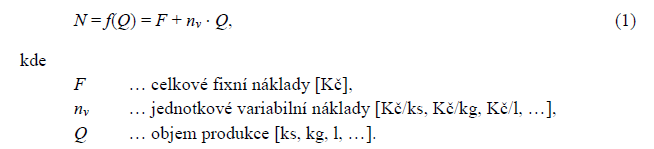 N = f(Q) = F + nv · Q, (1)
kde
F … celkové fixní náklady [Kč],
nv … jednotkové variabilní náklady [Kč/ks, Kč/kg, Kč/l, …],
Q … objem produkce [ks, kg, l, …].